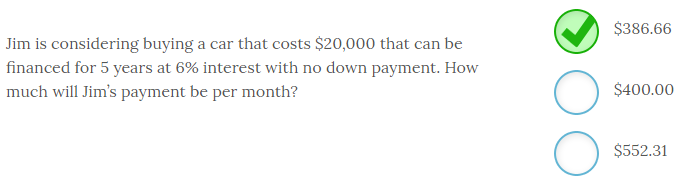 Jim is considering buying a car that costs $20,000 that can be
financed for 5 years at 6% interest with no down payment. How
much will Jim's payment be per month?
$386.66
$400.00
$552.31